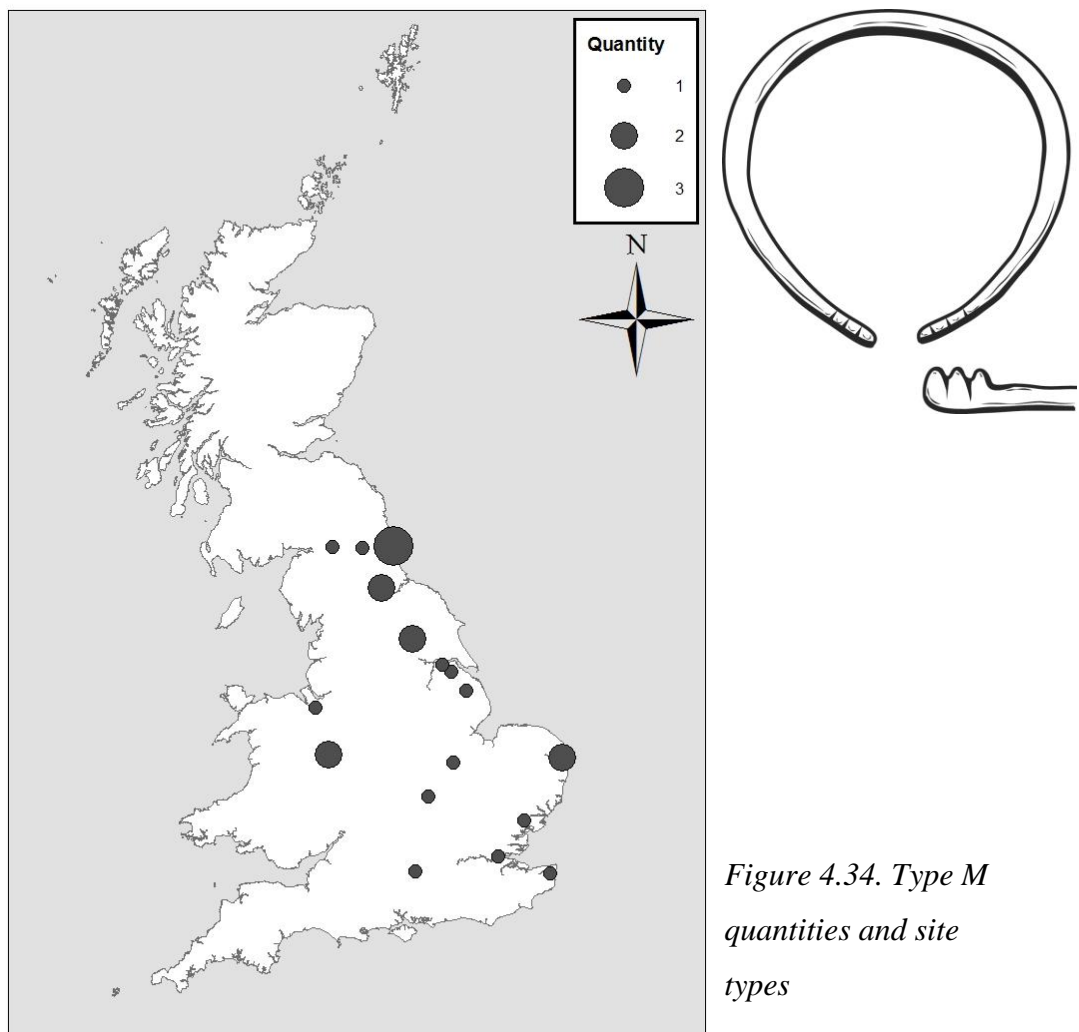 Quantity
1
2
3
N
Figure 4.34. Type M
quantities and site
types